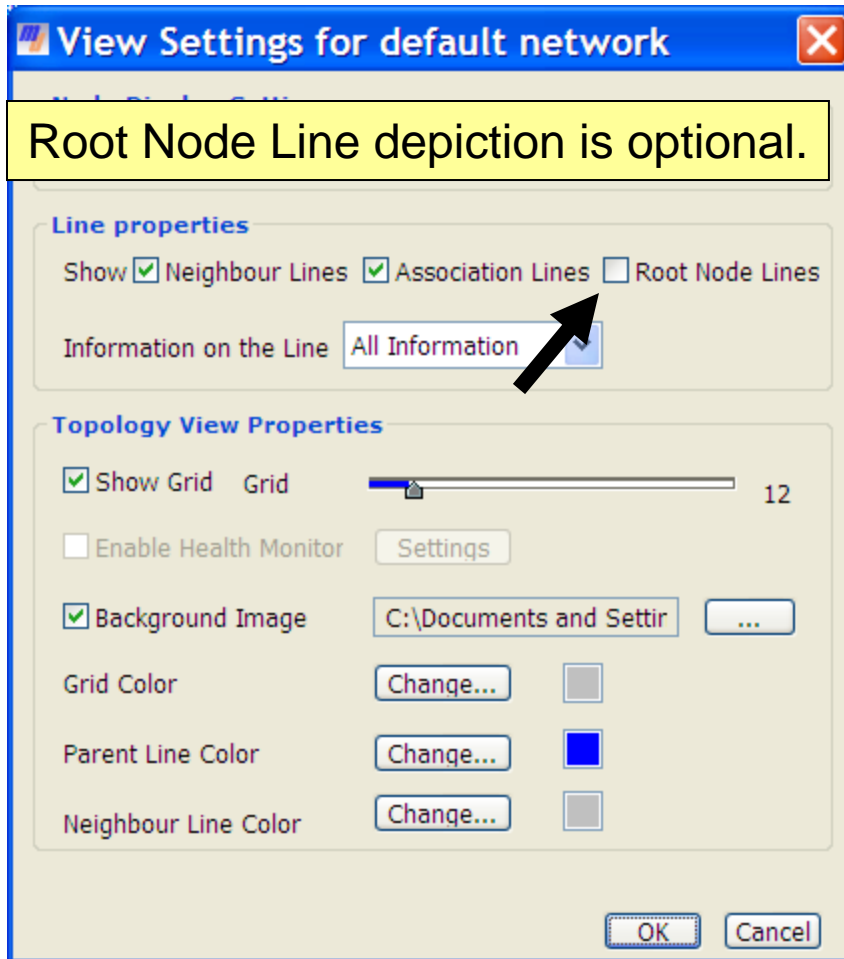 View Settings for default network
Root Node Line depiction is optional.
Line properties
Show Neighbour Lines Association Lines Root Node Lines
Information on the Line All Information
Topology View Properties
Show Grid Grid 12
Enable Health Monitor Settings
Background Image C:\Documents and Settir ...
Grid Color Change...
Parent Line Color Change...
Neighbour Line Color Change...
OK Cancel